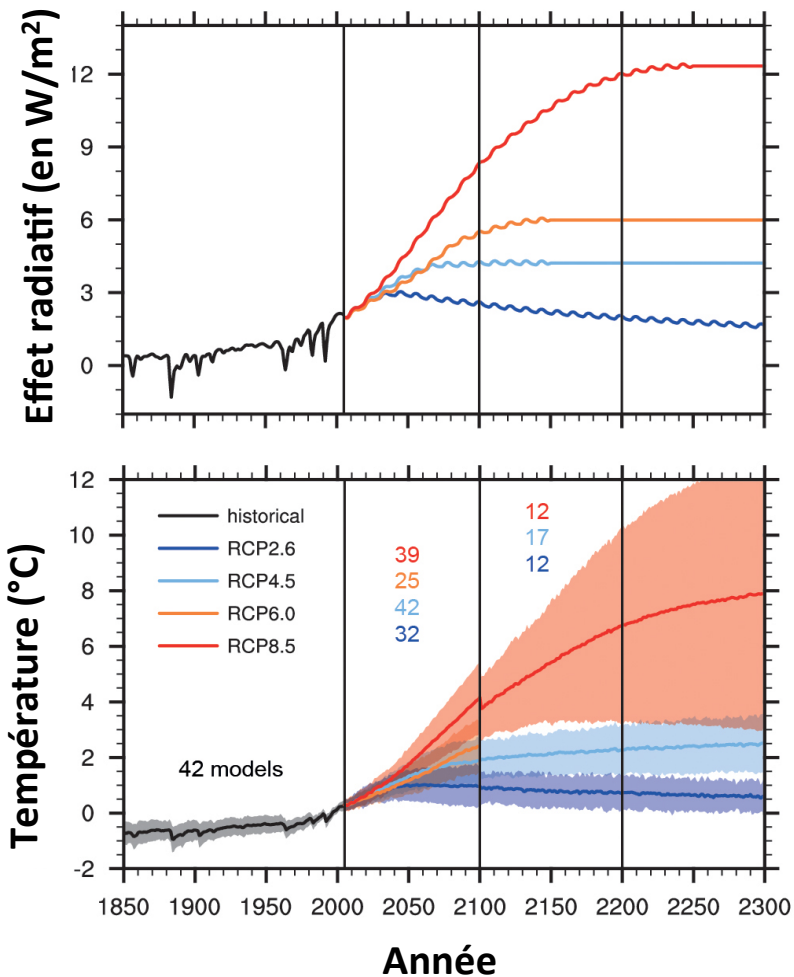 Effet radiatif (en W/m²)
12
9
6
3
0
Température (°C)
12
10
8
6
4
2
0
-2
historical
RCP2.6
RCP4.5
RCP6.0
RCP8.5
39
25
42
32
12
17
12
42 models
1850 1900 1950 2000 2050 2100 2150 2200 2250 2300
Année